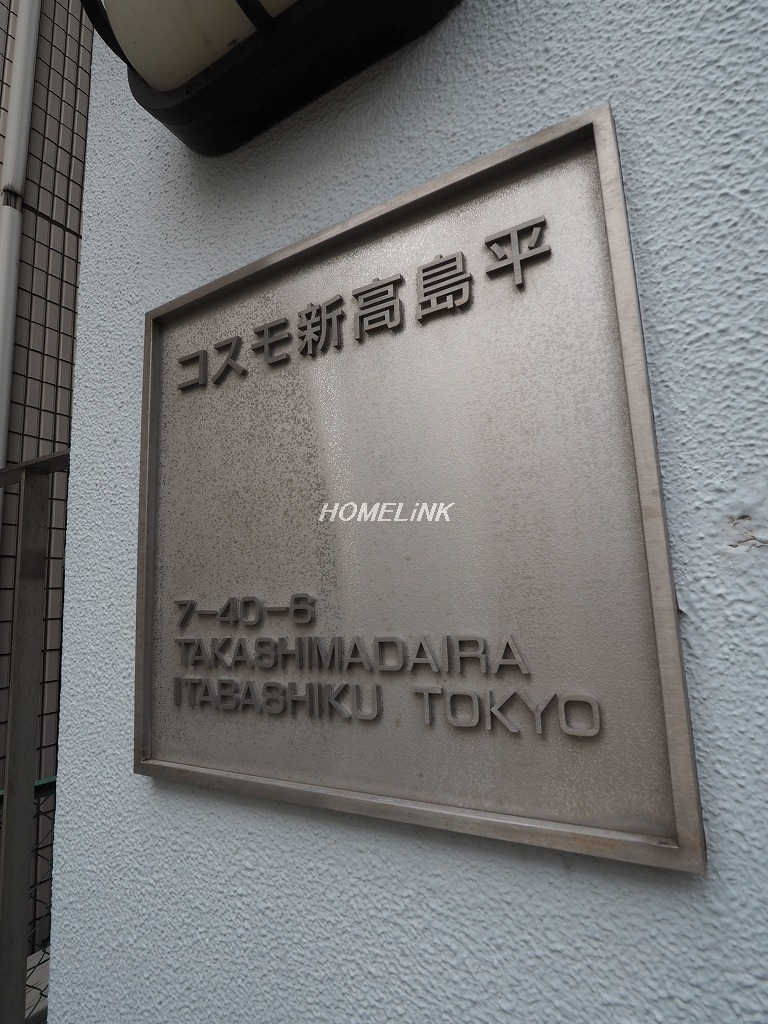 コスモ新高島平
HOMELiNK
7-40-6
TAKASHIMADAIRA
ITABASHIKU TOKYO